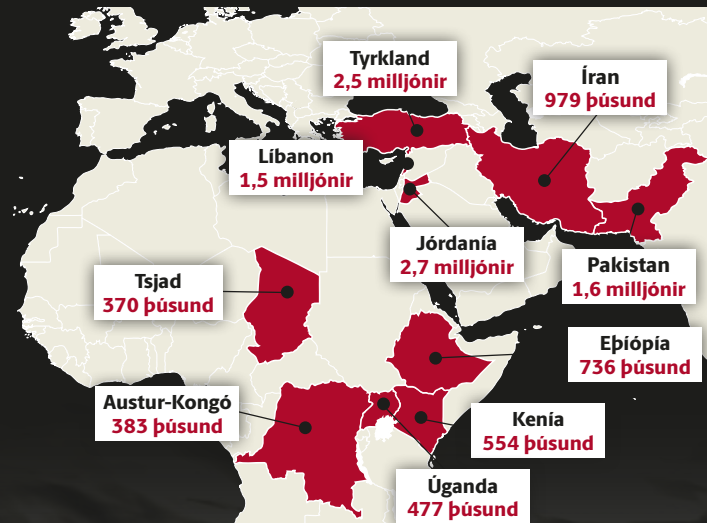 Tyrkland
2,5 milljónir
Íran
979 þúsund
Líbanon
1,5 milljónir
Jórdanía
2,7 milljónir
Pakistan
1,6 milljónir
Tsjad
370 þúsund
Eþíópía
736 þúsund
Austur-Kongó
383 þúsund
Kenía
554 þúsund
Úganda
477 þúsund